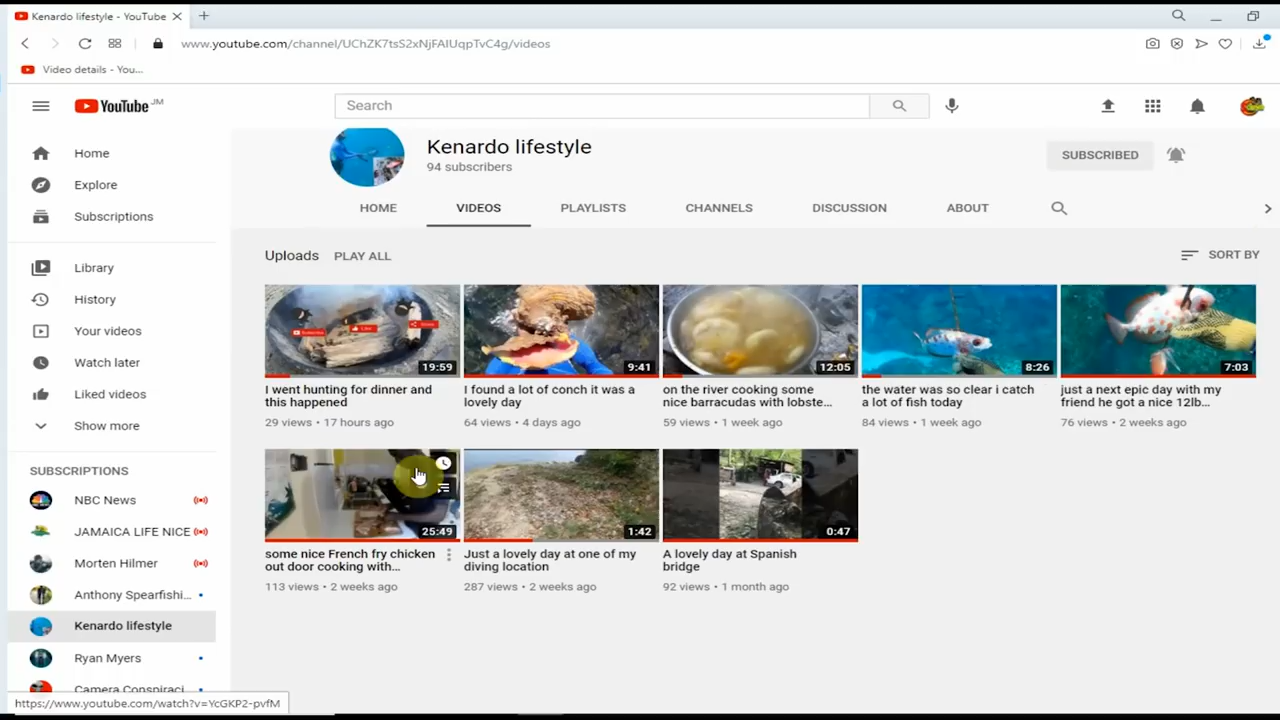 Kenardo lifestyle - YouTube
www.youtube.com/channel/UChZK7tsS2xNjFAIUqpTvC4g/videos
Video details - You...
YouTube JM
Search
Home
Explore
Subscriptions
Library
History
Your videos
Watch later
Liked videos
Show more
SUBSCRIPTIONS
NBC News
JAMAICA LIFE NICE
Morten Hilmer
Anthony Spearfishi...
Kenardo lifestyle
Ryan Myers
Camera Conspiraci...
Kenardo lifestyle
94 subscribers
SUBSCRIBED
HOME VIDEOS PLAYLISTS CHANNELS DISCUSSION ABOUT
Uploads PLAY ALL
SORT BY
19:59
I went hunting for dinner and
this happened
29 views • 17 hours ago
9:41
I found a lot of conch it was a
lovely day
64 views • 4 days ago
12:05
on the river cooking some
nice barracudas with lobste...
59 views • 1 week ago
8:26
the water was so clear i catch
a lot of fish today
84 views • 1 week ago
7:03
just a next epic day with my
friend he got a nice 12lb...
76 views • 2 weeks ago
25:49
some nice French fry chicken
out door cooking with...
113 views • 2 weeks ago
1:42
Just a lovely day at one of my
diving location
287 views • 2 weeks ago
0:47
A lovely day at Spanish
bridge
92 views • 1 month ago
https://www.youtube.com/watch?v=YcGKP2-pvfM